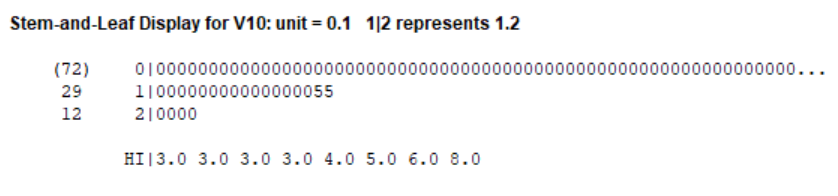 Stem-and-Leaf Display for V10: unit = 0.1 1|2 represents 1.2
(72) 0|0000000000000000000000000000000000000000000000000000000000000...
29 1|00000000000000055
12 2|0000
HI|3.0 3.0 3.0 3.0 4.0 5.0 6.0 8.0